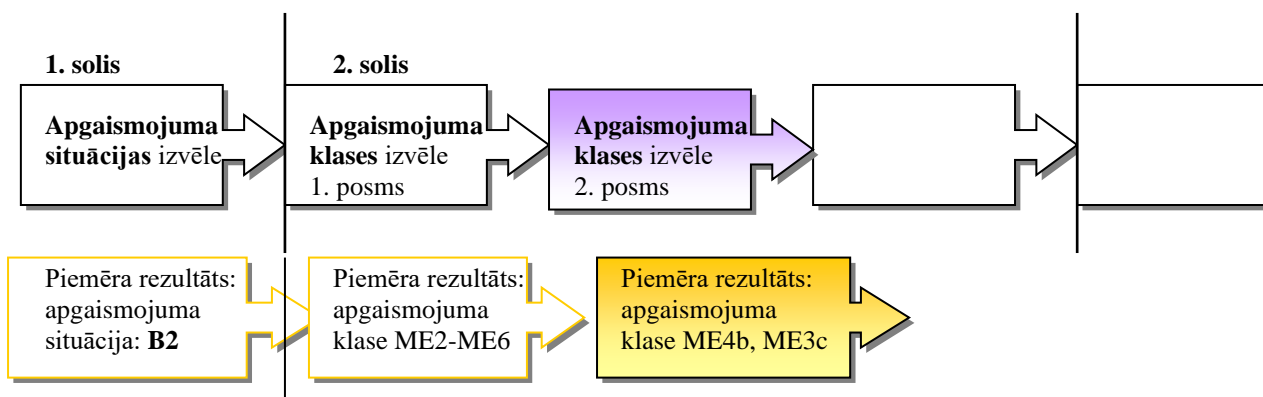 1. solis
2. solis
Apgaismojuma
situācijas izvēle
Apgaismojuma
klases izvēle
1. posms
Apgaismojuma
klases izvēle
2. posms
Piemēra rezultāts:
apgaismojuma
situācija: B2
Piemēra rezultāts:
apgaismojuma
klase ME2-ME6
Piemēra rezultāts:
apgaismojuma
klase ME4b, ME3c